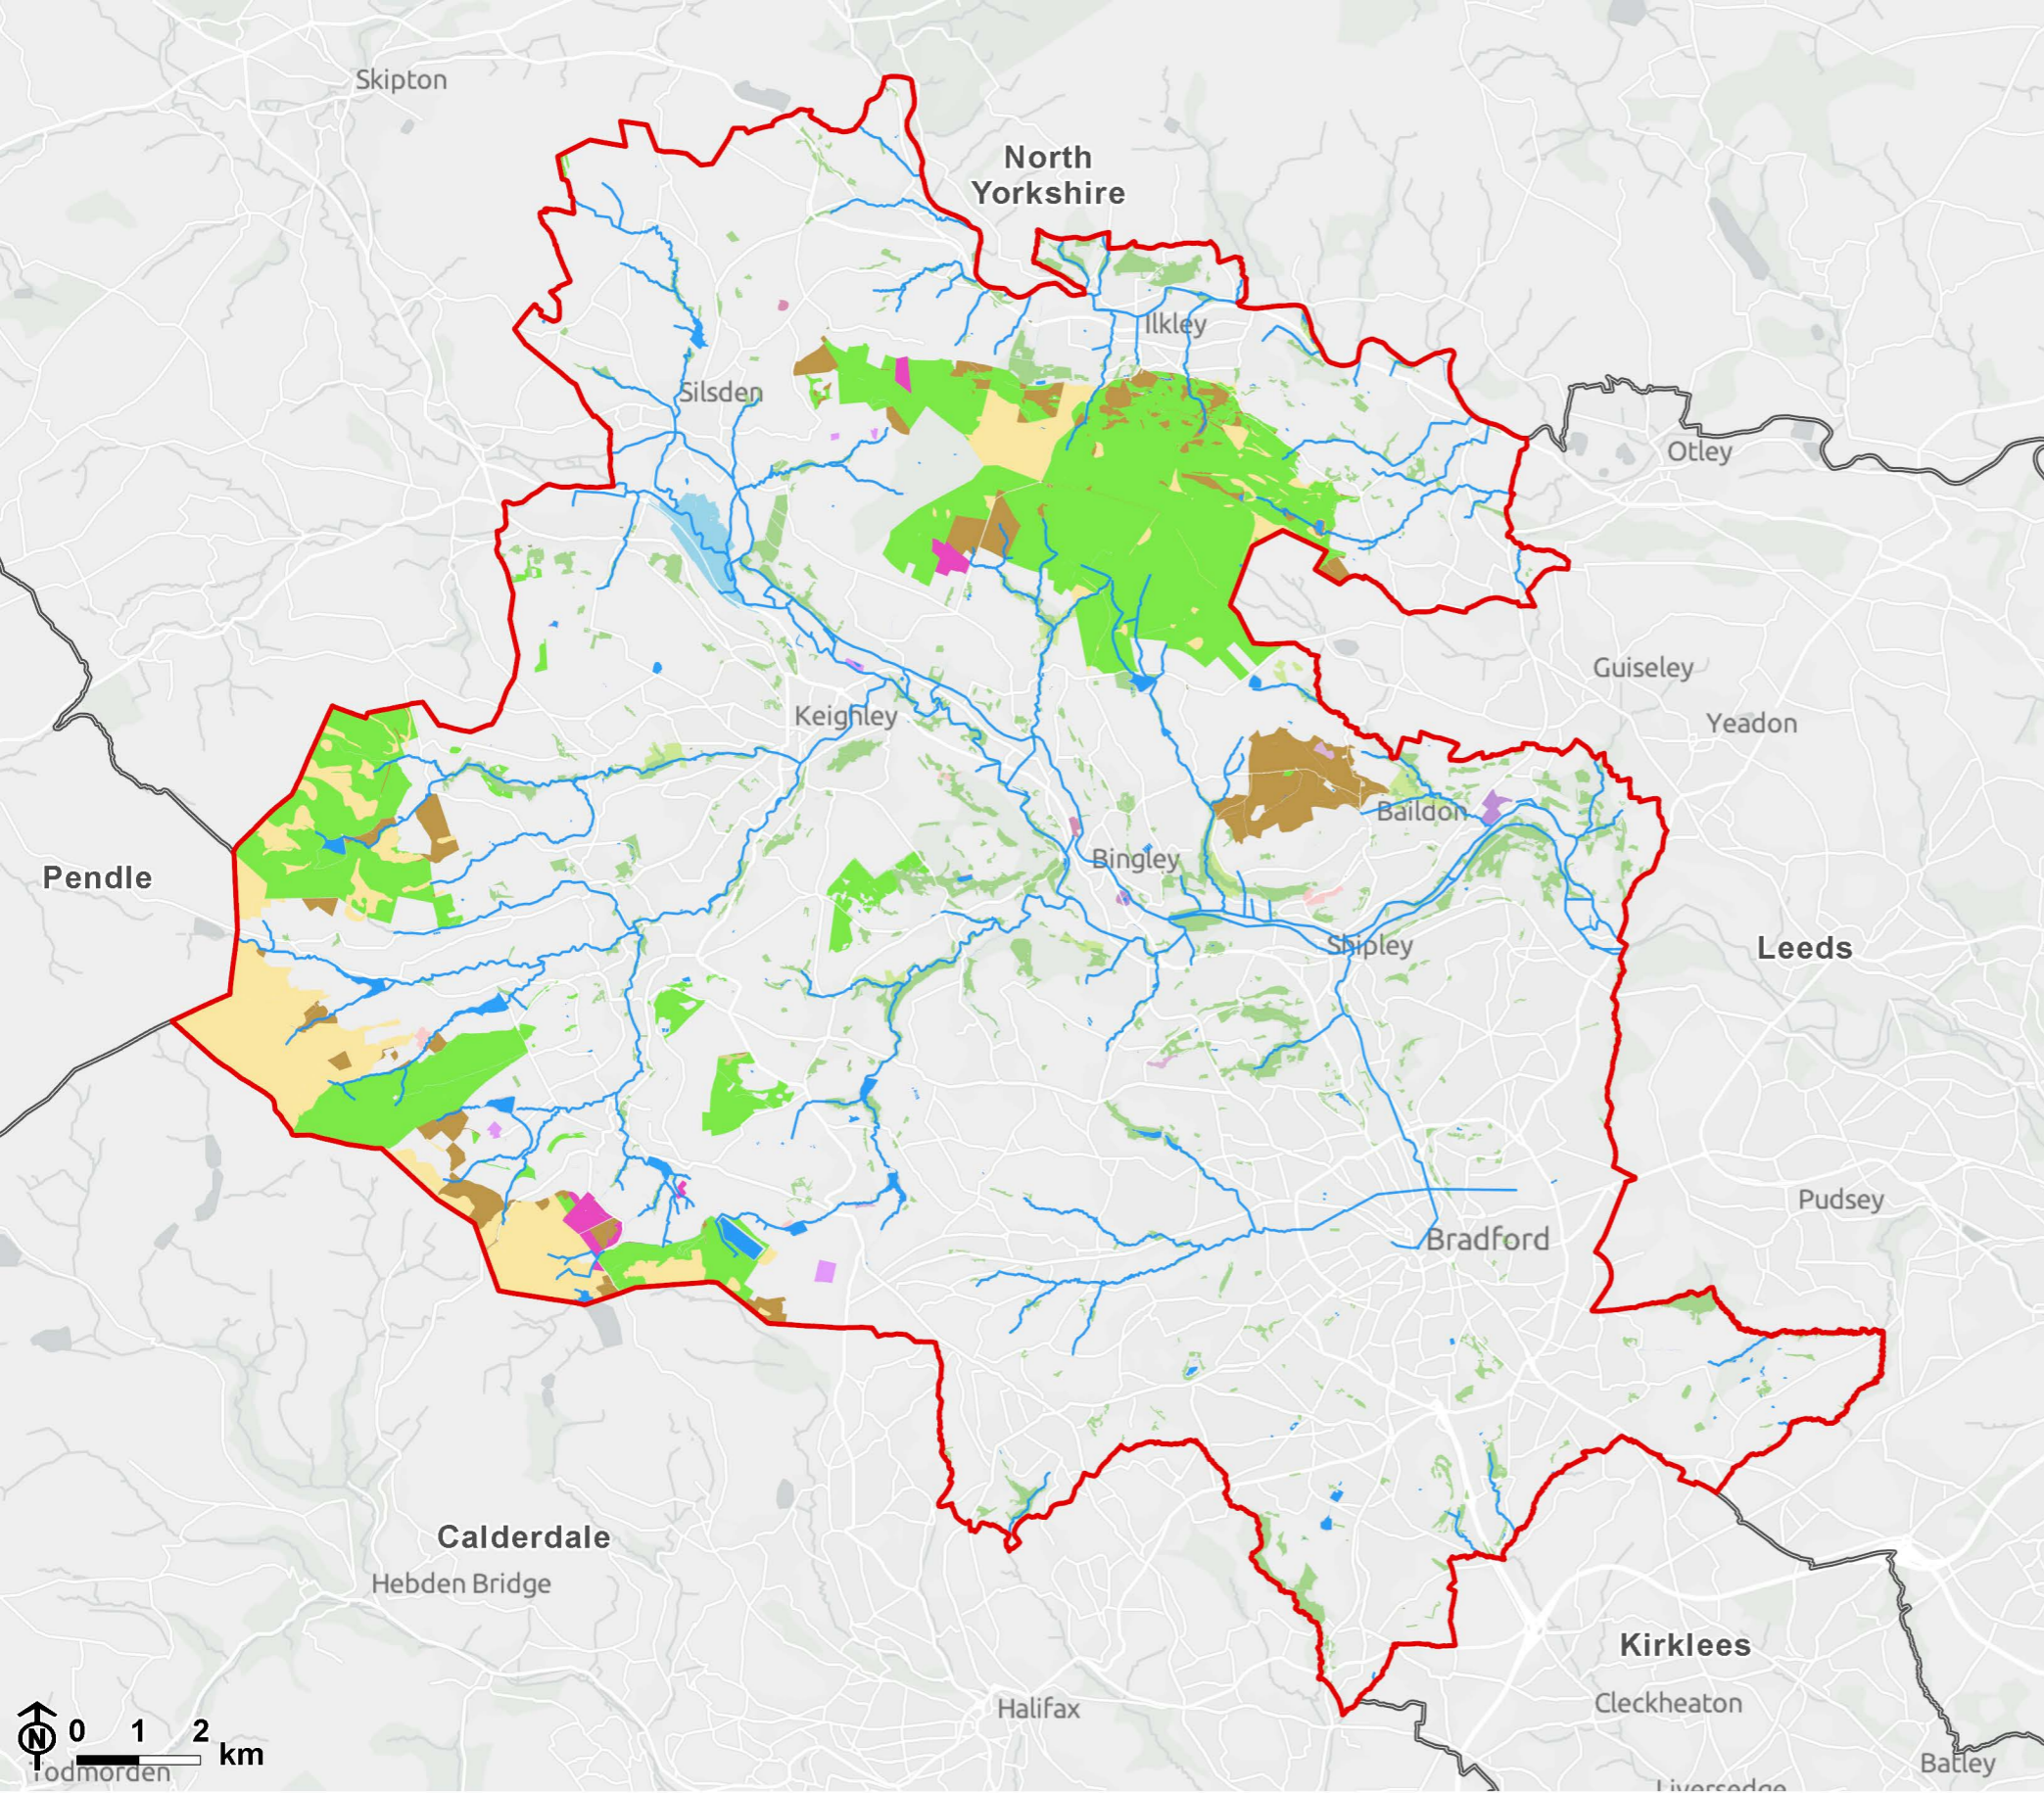 Skipton
North
Yorkshire
Ilkley
Silsden
Otley
Guiseley
Keighley
Yeadon
Baildon
Bingley
Pendle
Shipley
Leeds
Pudsey
Bradford
Calderdale
Hebden Bridge
Kirklees
Halifax
Cleckheaton
N
0 1 2
km
Todmorden
Batley
Liversedge